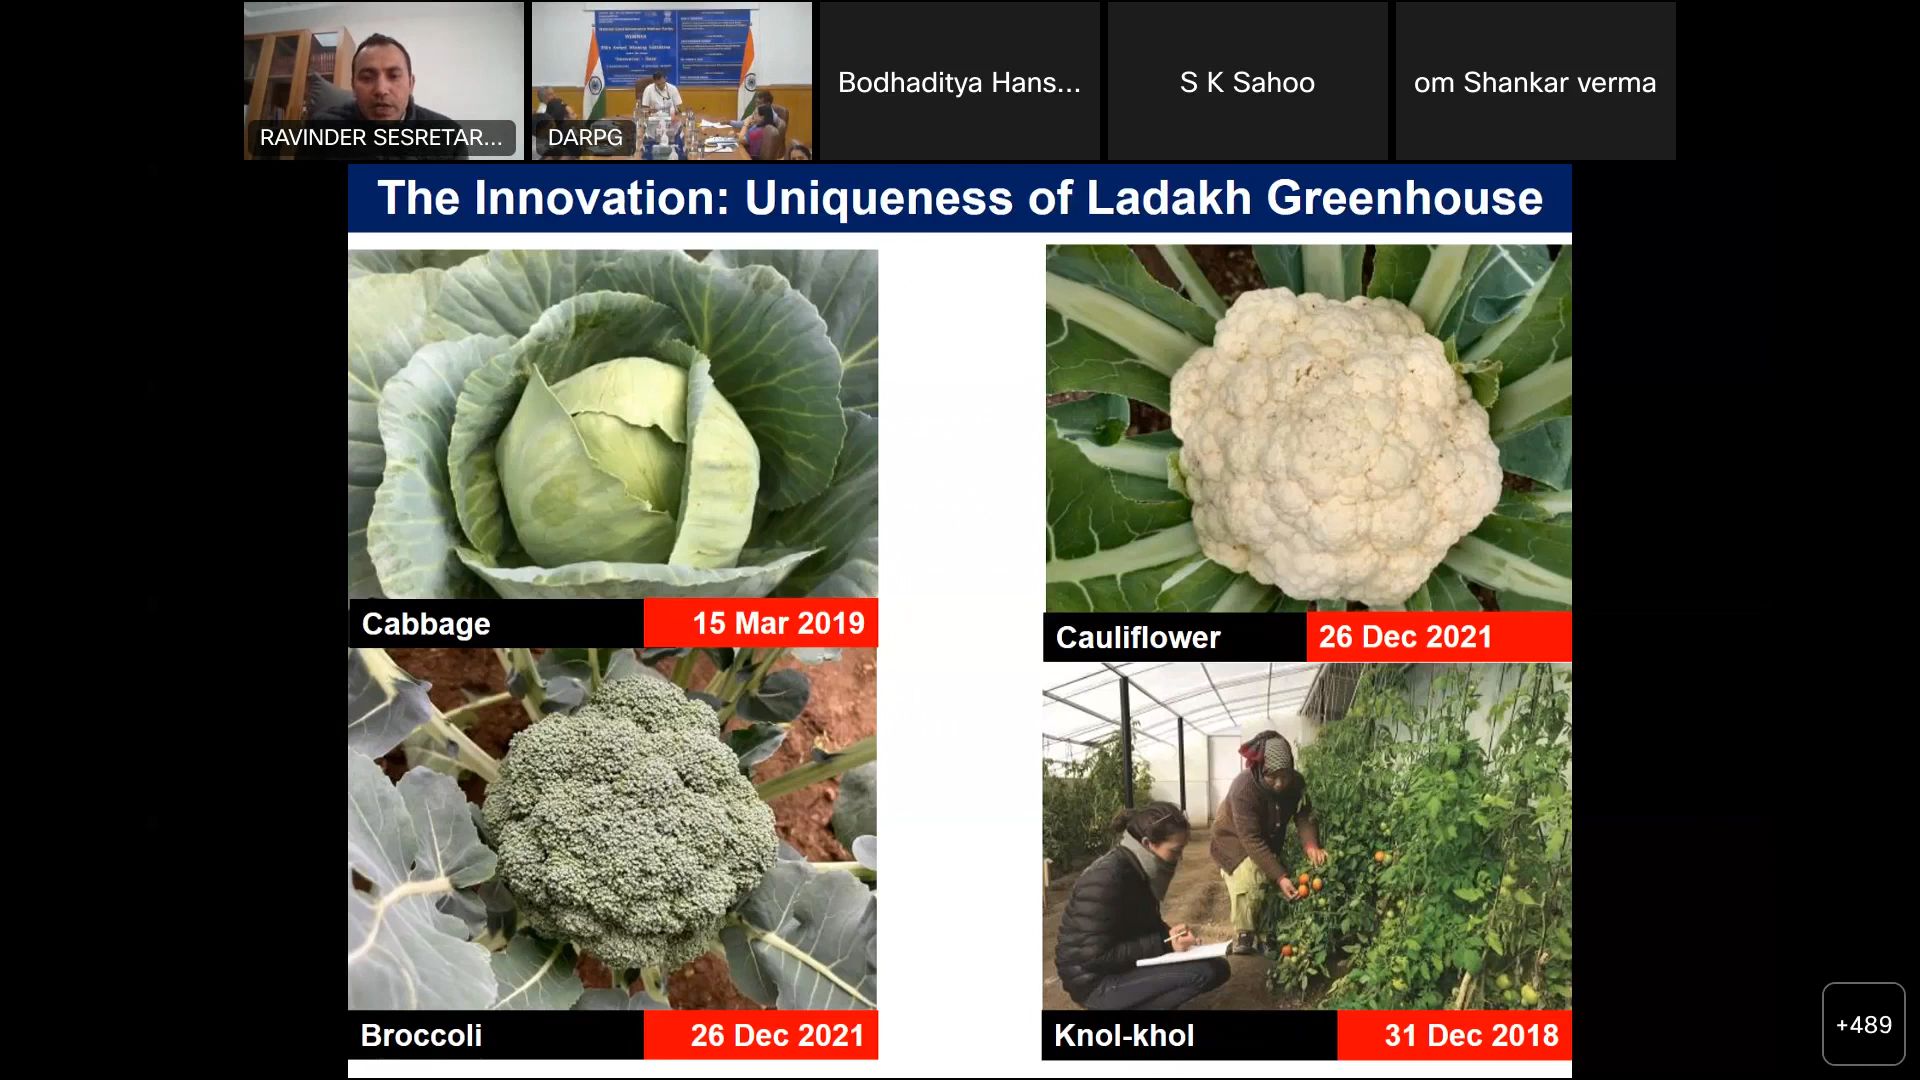 RAVINDER SESRETAR...
DARPG
Bodhaditya Hans...
S K Sahoo
om Shankar verma
The Innovation: Uniqueness of Ladakh Greenhouse
Cabbage
15 Mar 2019
Cauliflower
26 Dec 2021
Broccoli
26 Dec 2021
Knol-khol
31 Dec 2018
+489